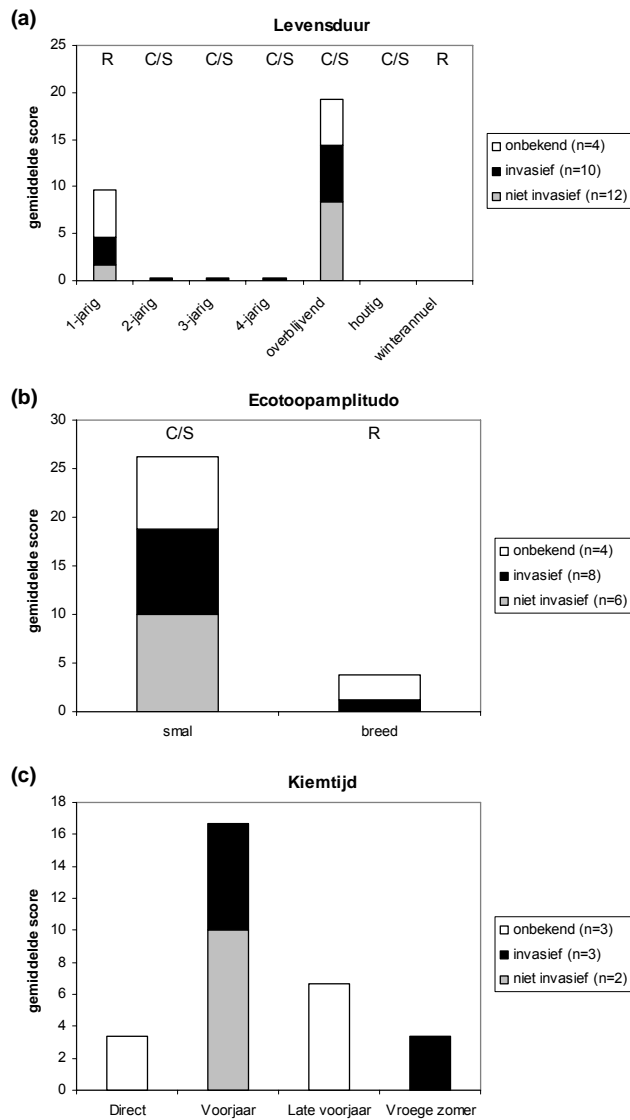 (a)
Levensduur
25
20
15
10
5
0
gemiddelde score
R C/S C/S C/S C/S C/S R
1-jarig
2-jarig
3-jarig
4-jarig
overblijvend
houtig
winterannuel
onbekend (n=4)
invasief (n=10)
niet invasief (n=12)
(b)
Ecotoopamplitudo
30
25
20
15
10
5
0
gemiddelde score
C/S R
smal breed
onbekend (n=4)
invasief (n=8)
niet invasief (n=6)
(c)
Kiemtijd
18
16
14
12
10
8
6
4
2
0
gemiddelde score
Direct Voorjaar Late voorjaar Vroege zomer
onbekend (n=3)
invasief (n=3)
niet invasief (n=2)